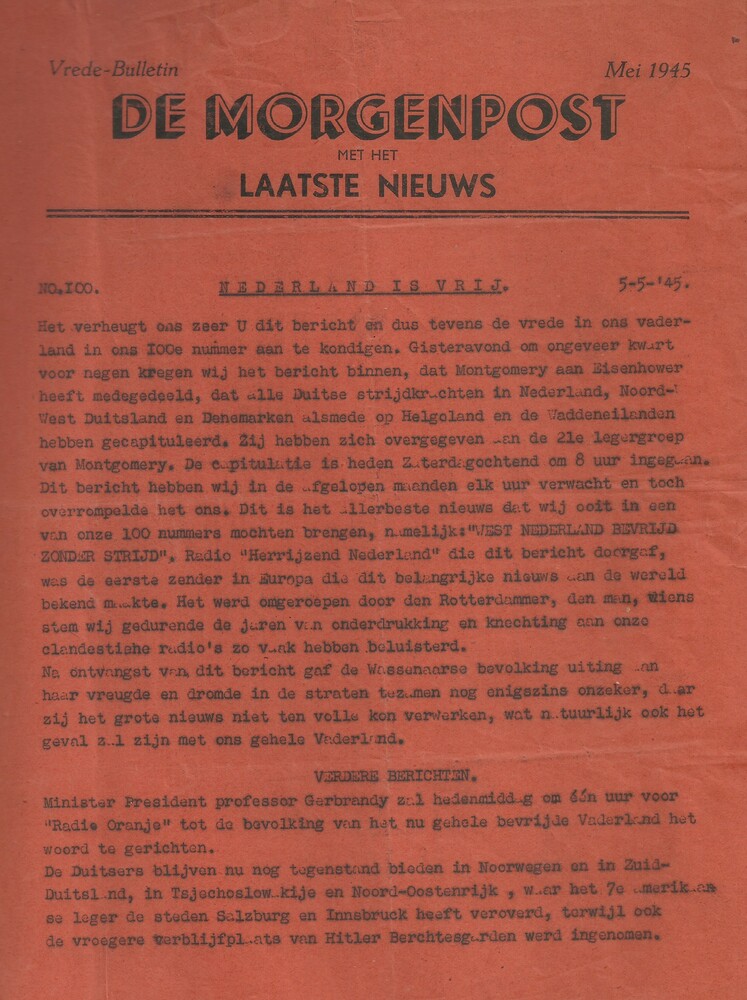 Vrede-Bulletin Mei 1945
DE MORGENPOST
MET HET
LAATSTE NIEUWS
NO.I00. NEDERLAND IS VRIJ. 5-5-'45.
Het verheugt ons zeer U dit bericht en dus tevens de vrede in ons vader-
land in ons I00e nummer aan te kondigen. Gisteravond om ongeveer kwart
voor negen kregen wij het bericht binnen, dat Montgomery aan Eisenhower
heeft medegedeeld, dat alle Duitse strijdkrachten in Nederland, Noord-
West Duitsland en Denemarken alsmede op Helgoland en de Waddeneilanden
hebben gecapituleerd. Zij hebben zich overgegeven aan de 21e legergroep
van Montgomery. De capitulatie is heden Zaterdagochtend om 8 uur ingegaan.
Dit bericht hebben wij in de afgelopen maanden elk uur verwacht en toch
overrompelde het ons. Dit is het allerbeste nieuws dat wij ooit in een
van onze 100 nummers mochten brengen, namelijk:"WEST NEDERLAND BEVRIJD
ZONDER STRIJD". Radio "Herrijzend Nederland" die dit bericht doorgaf,
was de eerste zender in Europa die dit belangrijke nieuws aan de wereld
bekend maakte. Het werd omgeroepen door den Rotterdammer, den man, wiens
stem wij gedurende de jaren van onderdrukking en knechting aan onze
clandestiene radio's zo vaak hebben beluisterd.
Na ontvangst van dit bericht gaf de Wassenaarse bevolking uiting aan
haar vreugde en dromde in de straten tezamen nog enigszins onzeker, daar
zij het grote nieuws niet ten volle kon verwerken, wat natuurlijk ook het
geval zal zijn met ons gehele Vaderland.
VERDERE BERICHTEN.
Minister President professor Gerbrandy zal hedenmiddag om één uur voor
"Radio Oranje" tot de bevolking van het nu gehele bevrijde Vaderland het
woord te gerichten.
De Duitsers blijven nu nog tegenstand bieden in Noorwegen en in Zuid-
Duitsland, in Tsjechoslowakije en Noord-Oostenrijk , waar het 7e amerikaan
se leger de steden Salzburg en Innsbruck heeft veroverd, terwijl ook
de vroegere verblijfplaats van Hitler Berchtesgarden werd ingenomen.